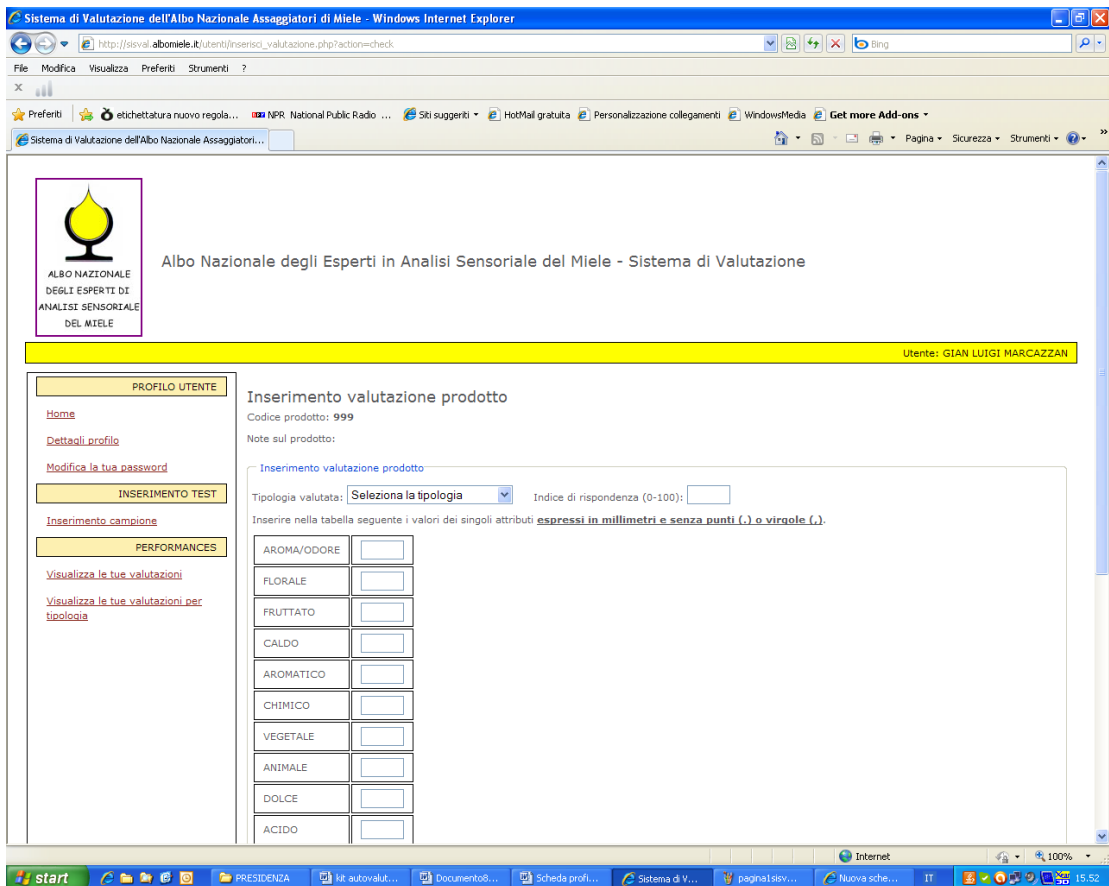 Sistema di Valutazione dell'Albo Nazionale Assaggiatori di Miele - Windows Internet Explorer
http://sisval.albomiele.it/utenti/inserisci_valutazione.php?action=check
Bing
File Modifica Visualizza Preferiti Strumenti ?
x
Preferiti etichettatura nuovo regola... NPR National Public Radio ... Siti suggeriti HotMail gratuita Personalizzazione collegamenti WindowsMedia Get more Add-ons
Sistema di Valutazione dell'Albo Nazionale Assaggiatori... Pagina Sicurezza Strumenti »
ALBO NAZIONALE
DEGLI ESPERTI DI
ANALISI SENSORIALE
DEL MIELE
Albo Nazionale degli Esperti in Analisi Sensoriale del Miele - Sistema di Valutazione
Utente: GIAN LUIGI MARCAZZAN
PROFILO UTENTE
Home
Dettagli profilo
Modifica la tua password
INSERIMENTO TEST
Inserimento campione
PERFORMANCES
Visualizza le tue valutazioni
Visualizza le tue valutazioni per
tipologia
Inserimento valutazione prodotto
Codice prodotto: 999
Note sul prodotto:
Inserimento valutazione prodotto
Tipologia valutata: Seleziona la tipologia Indice di rispondenza (0-100):
Inserire nella tabella seguente i valori dei singoli attributi espressi in millimetri e senza punti (.) o virgole (,).
AROMA/ODORE
FLORALE
FRUTTATO
CALDO
AROMATICO
CHIMICO
VEGETALE
ANIMALE
DOLCE
ACIDO
Internet 100%
start PRESIDENZA kit autovalut... Documento8... Scheda profi... Sistema di V... pagina1sisv... Nuova sche... IT 15.52